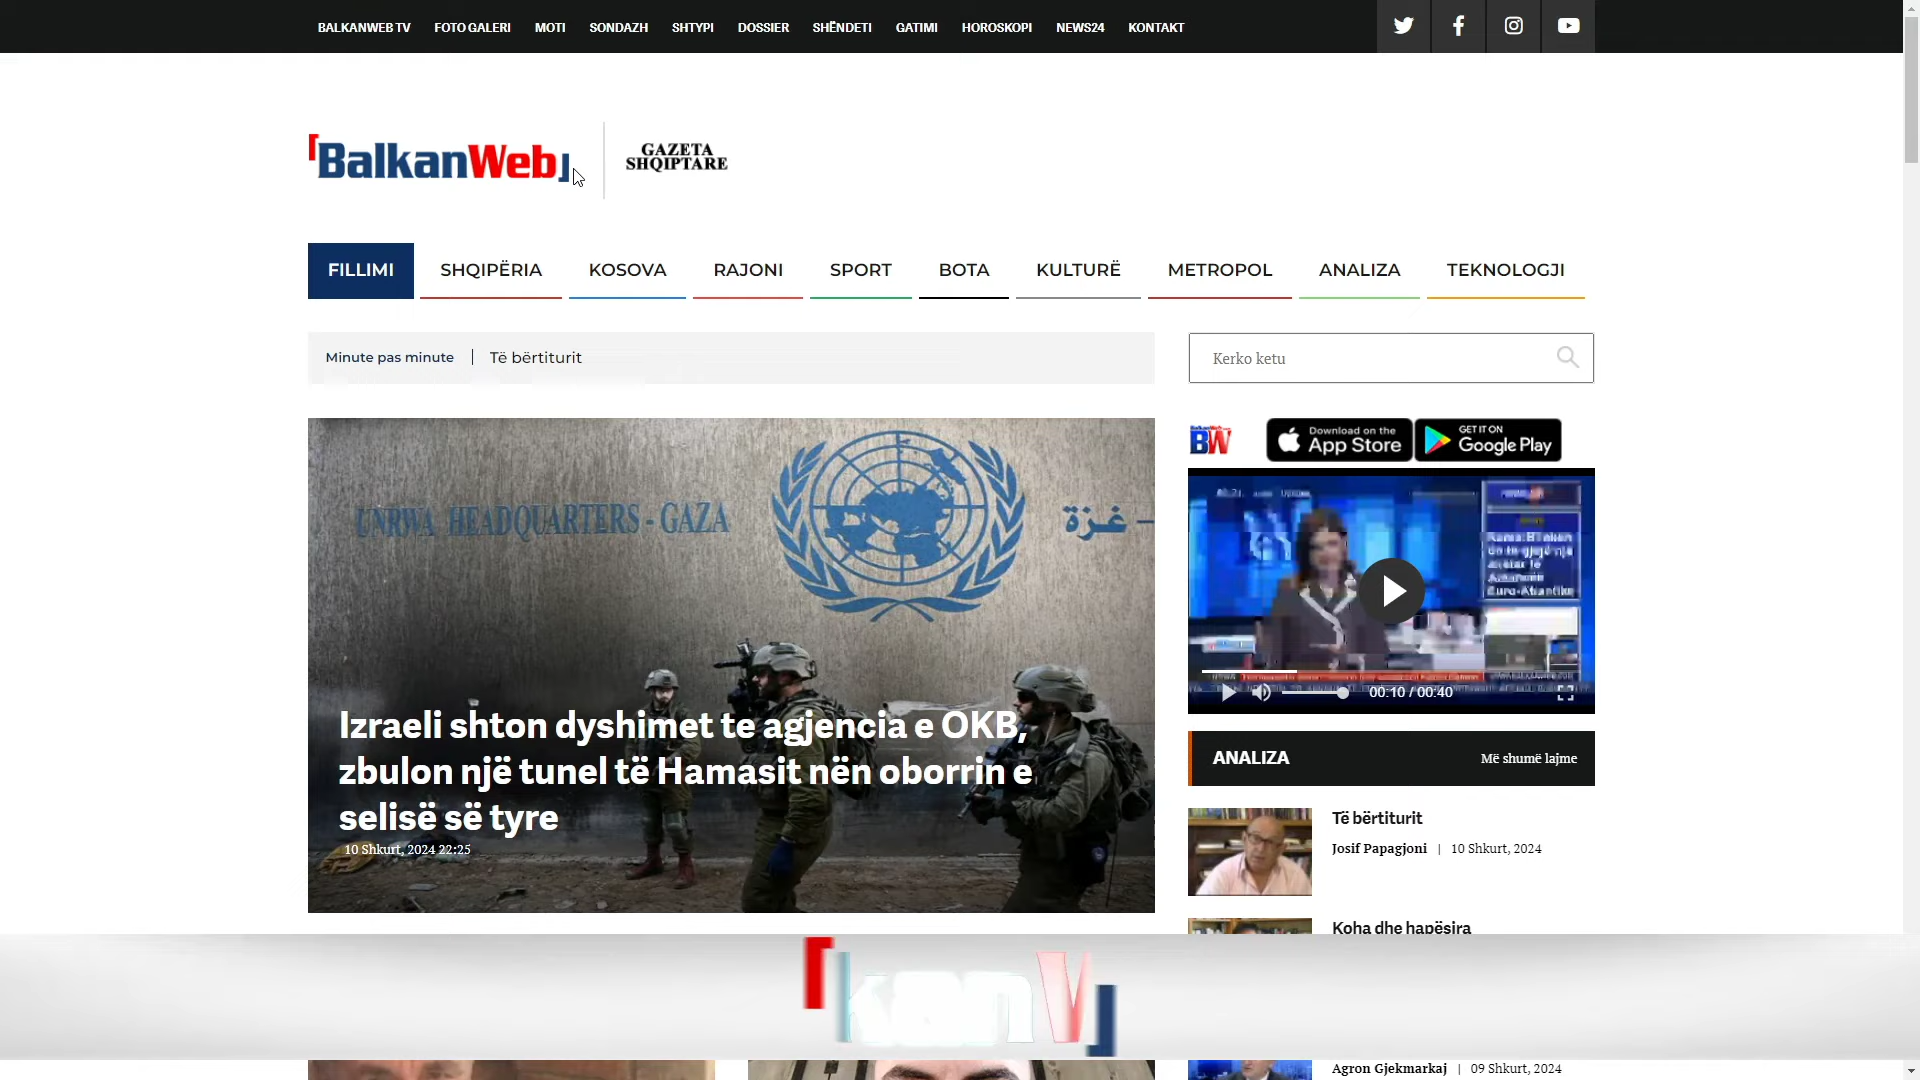 BALKANWEB TV FOTO GALERI MOTI SONDAZH SHTYPI DOSSIER SHËNDETI GATIMI HOROSKOPI NEWS24 KONTAKT
BalkanWeb
GAZETA
SHQIPTARE
FILLIMI SHQIPËRIA KOSOVA RAJONI SPORT BOTA KULTURË METROPOL ANALIZA TEKNOLOGJI
Minute pas minute Të bërtiturit
Kerko ketu
BW
Download on the
App Store
GET IT ON
Google Play
UNRWA HEADQUARTERS - GAZA
غزة -
Izraeli shton dyshimet te agjencia e OKB,
zbulon një tunel të Hamasit nën oborrin e
selisë së tyre
10 Shkurt, 2024 22:25
00:10 / 00:40
ANALIZA Më shumë lajme
Të bërtiturit
Josif Papagjoni | 10 Shkurt, 2024
Koha dhe hapësira
Agron Gjekmarkaj | 09 Shkurt, 2024